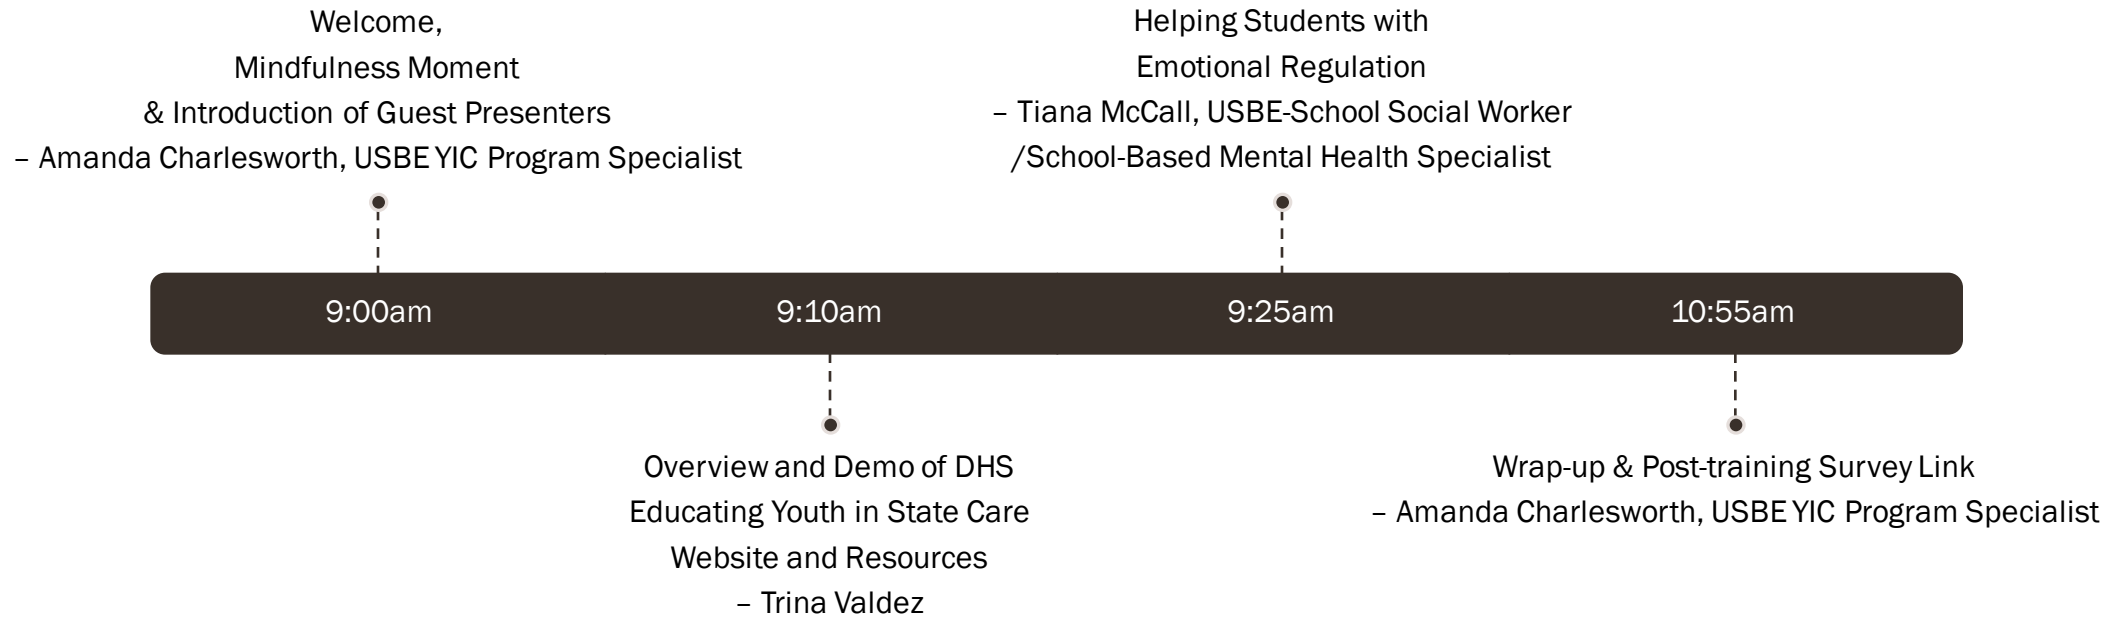 Welcome,
Mindfulness Moment
& Introduction of Guest Presenters
– Amanda Charlesworth, USBE YIC Program Specialist
Helping Students with
Emotional Regulation
– Tiana McCall, USBE-School Social Worker
/School-Based Mental Health Specialist
9:00am
9:10am
9:25am
10:55am
Overview and Demo of DHS
Educating Youth in State Care
Website and Resources
– Trina Valdez
Wrap-up & Post-training Survey Link
– Amanda Charlesworth, USBE YIC Program Specialist